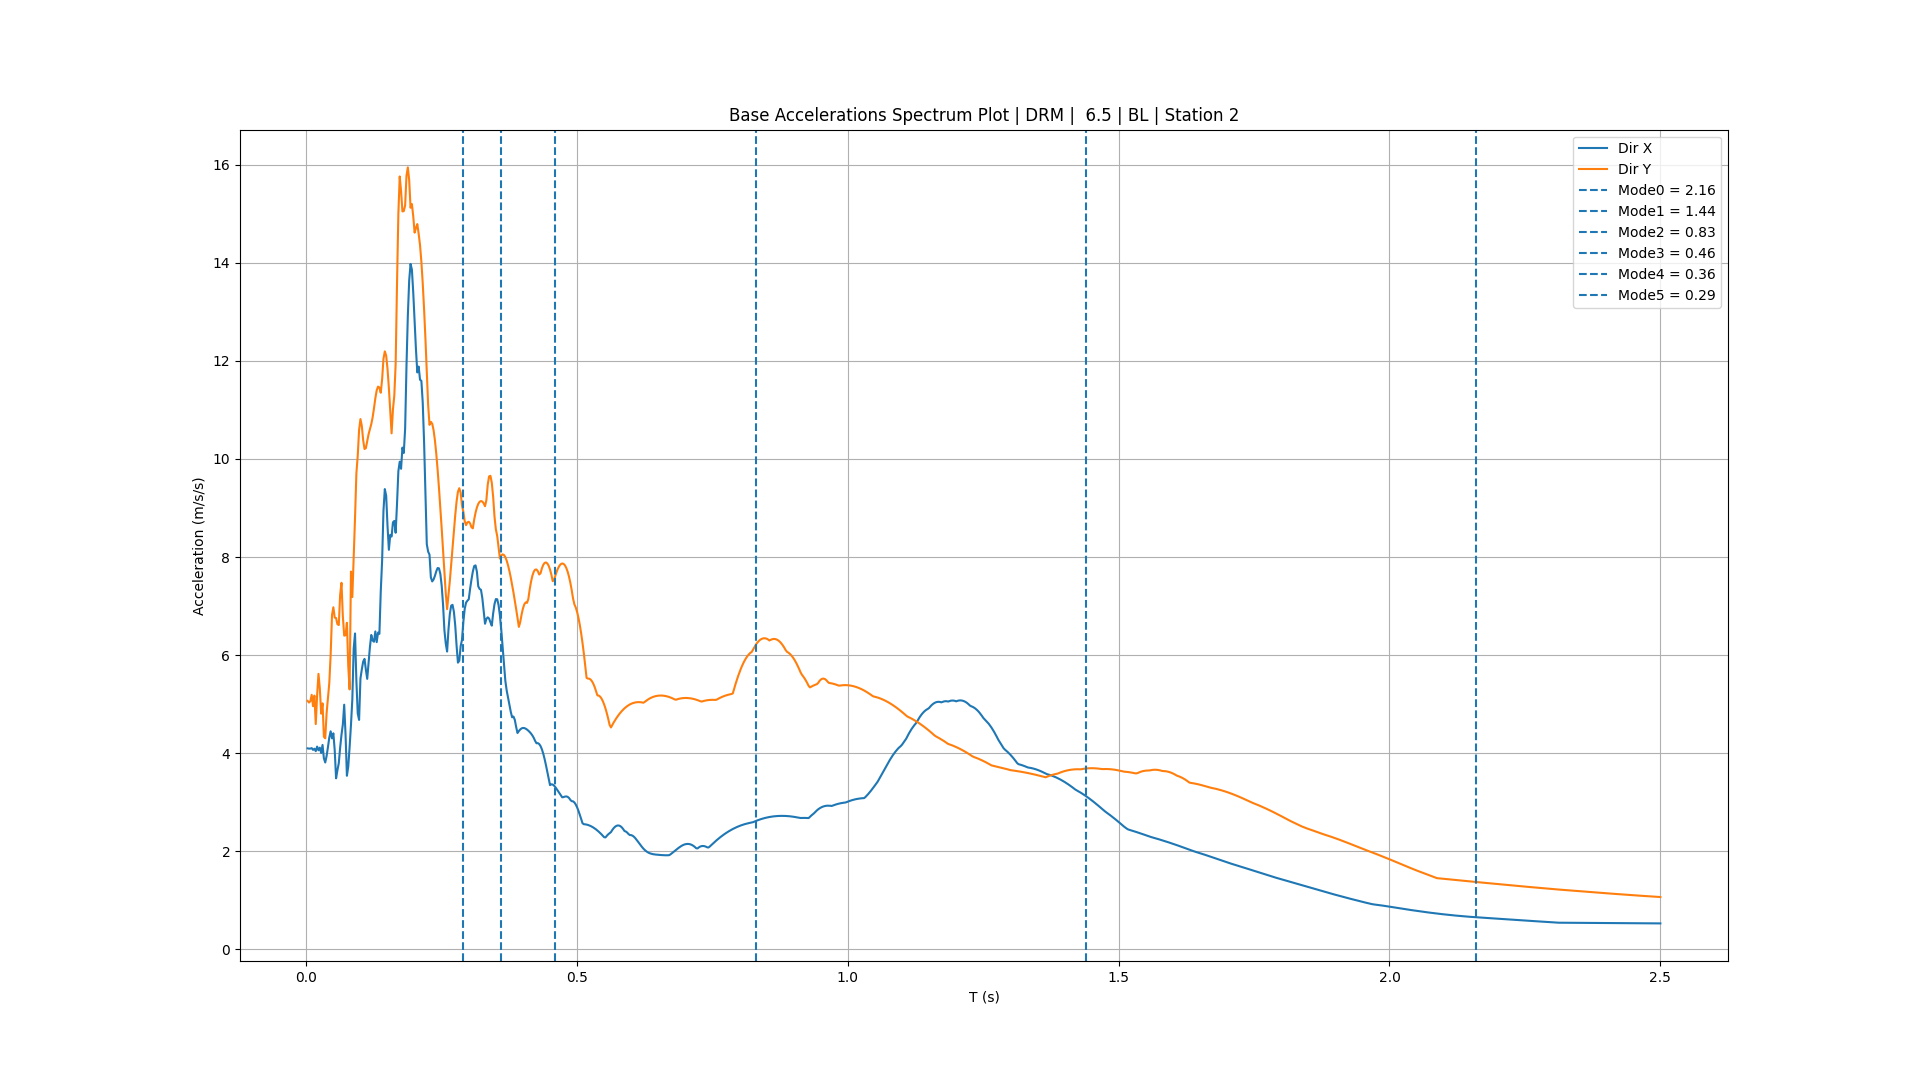 Base Accelerations Spectrum Plot | DRM |  6.5 | BL | Station 2
Dir X
Dir Y
Mode0 = 2.16
Mode1 = 1.44
Mode2 = 0.83
Mode3 = 0.46
Mode4 = 0.36
Mode5 = 0.29
Acceleration (m/s/s)
16
14
12
10
8
6
4
2
0
0.0 0.5 1.0 1.5 2.0 2.5
T (s)